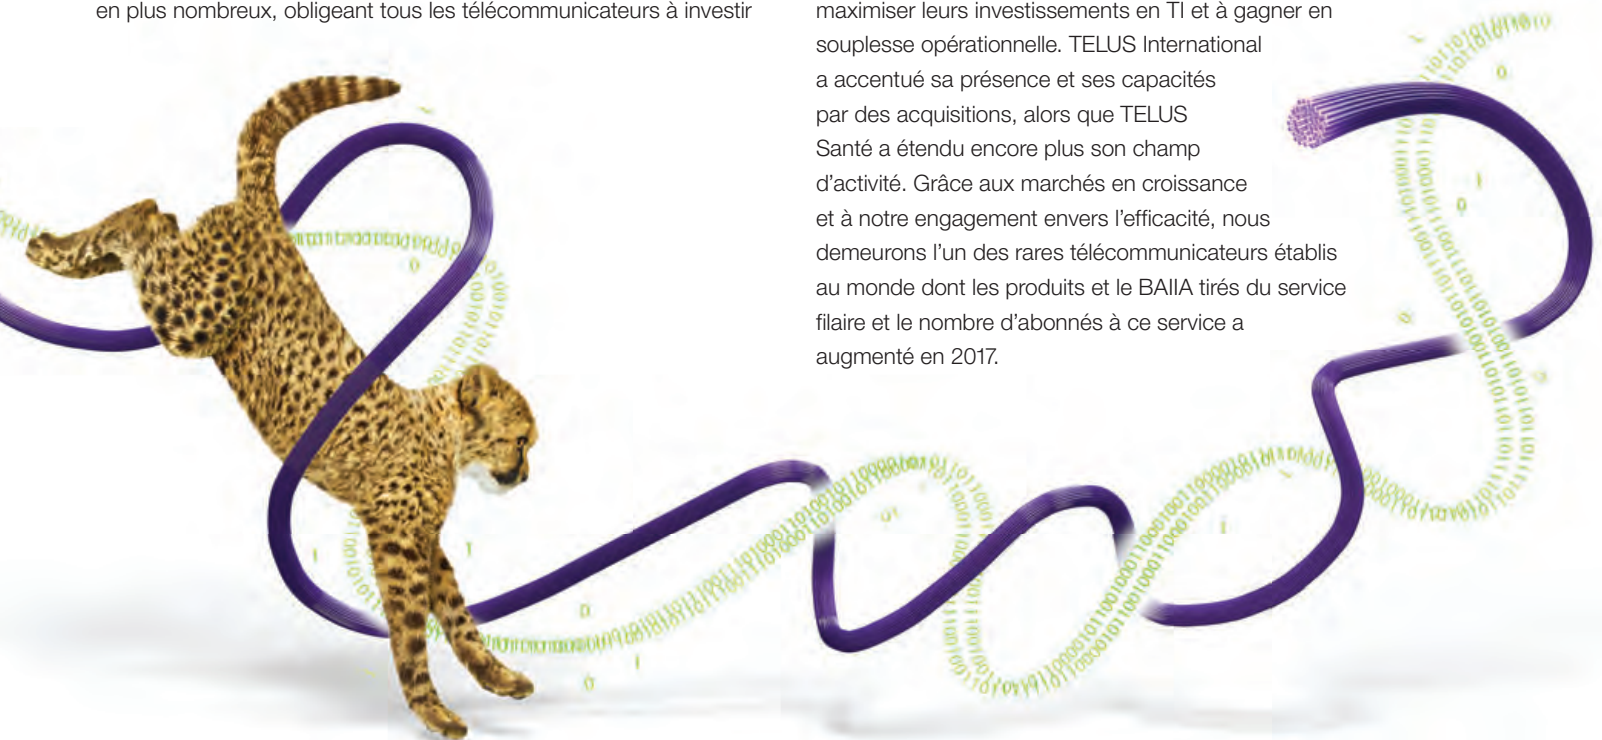 en plus nombreux, obligeant tous les télécommunicateurs à investir
maximiser leurs investissements en TI et à gagner en
souplesse opérationnelle. TELUS International
a accentué sa présence et ses capacités
par des acquisitions, alors que TELUS
Santé a étendu encore plus son champ
d'activité. Grâce aux marchés en croissance
et à notre engagement envers l'efficacité, nous
demeurons l'un des rares télécommunicateurs établis
au monde dont les produits et le BAIIA tirés du service
filaire et le nombre d'abonnés à ce service a
augmenté en 2017.